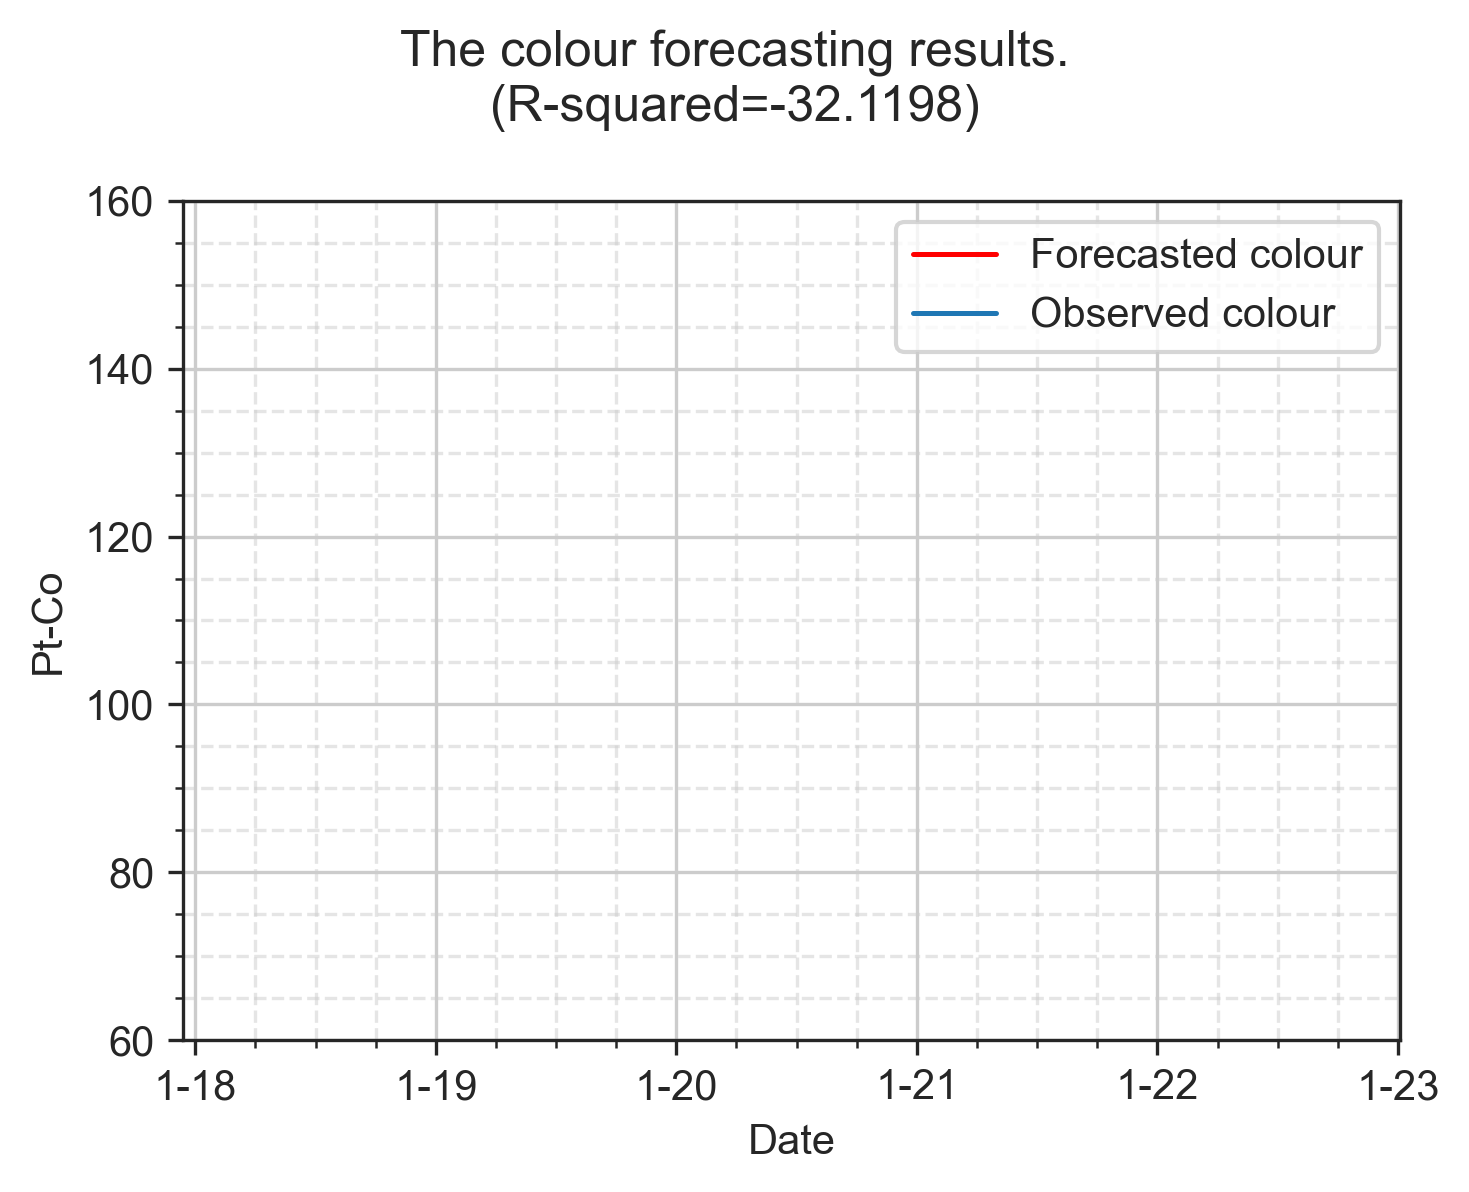 The colour forecasting results.
(R-squared=-32.1198)
160
140
120
100
80
60
Pt-Co
Forecasted colour
Observed colour
1-18 1-19 1-20 1-21 1-22 1-23
Date